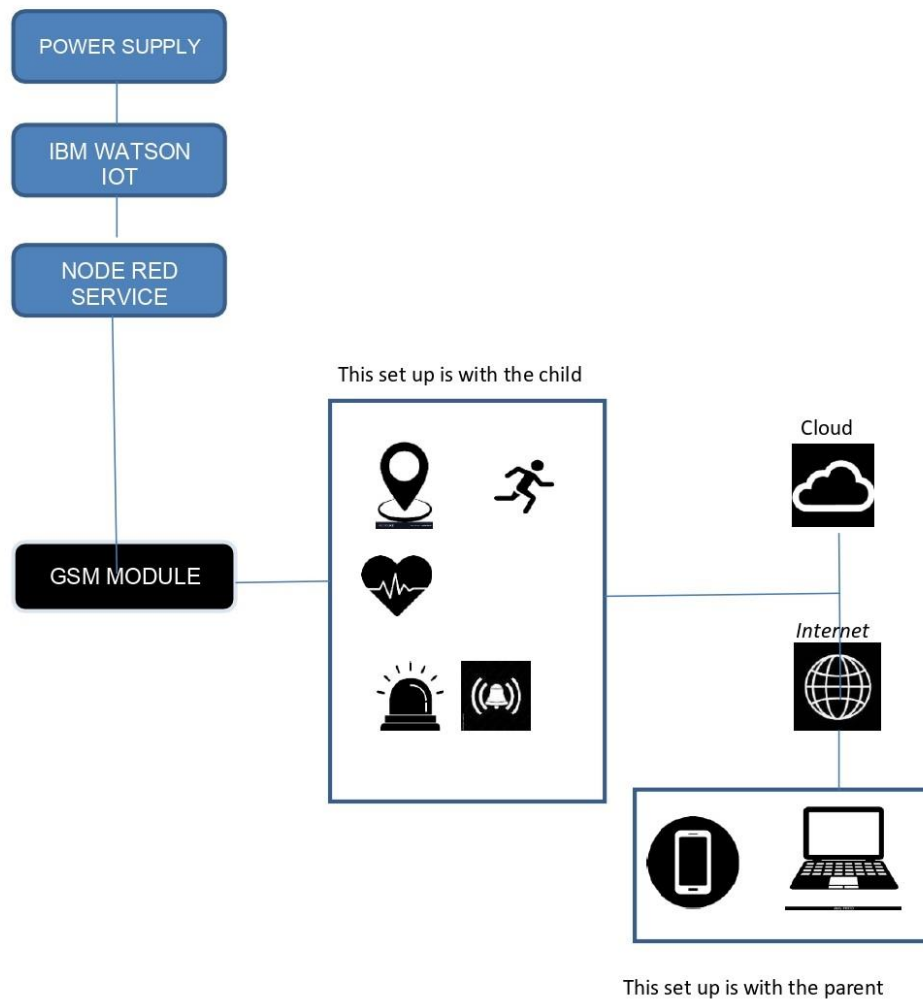 POWER SUPPLY
IBM WATSON
IOT
NODE RED
SERVICE
This set up is with the child
Cloud
GSM MODULE
Internet
This set up is with the parent